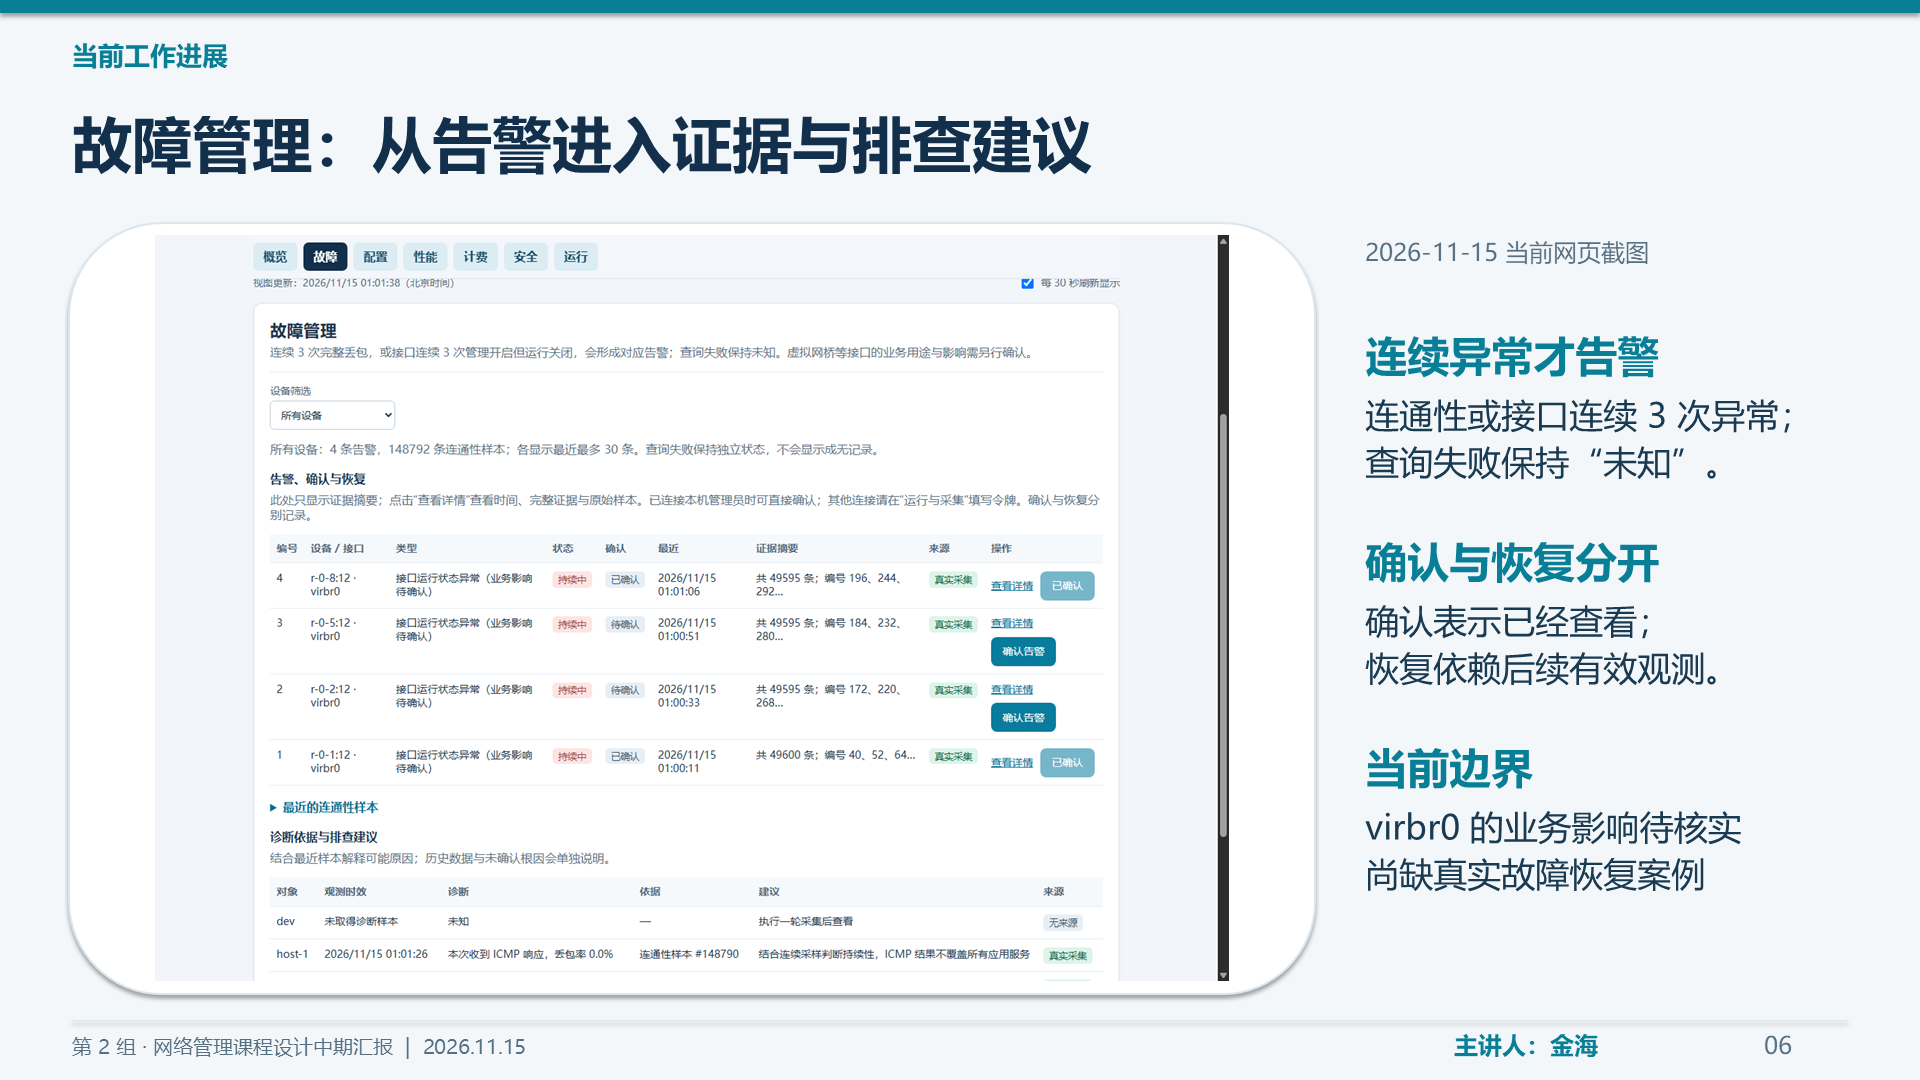 当前工作进展
故障管理：从告警进入证据与排查建议
概览 故障 配置 性能 计费 安全 运行
视图更新：2026/11/15 01:01:38（北京时间）
每 30 秒刷新显示
故障管理
连续 3 次完整丢包，或接口连续 3 次管理开启但运行关闭，会形成对应告警；查询失败保持未知。虚拟网桥等接口的业务用途与影响需另行确认。
设备筛选
所有设备
所有设备：4 条告警，148792 条连通性样本；各显示最近最多 30 条。查询失败保持独立状态，不会显示成无记录。
告警、确认与恢复
此处只显示证据摘要；点击“查看详情”查看时间、完整证据与原始样本。已连接本机管理员时可直接确认；其他连接请在“运行与采集”填写令牌。确认与恢复分
别记录。
编号 设备 / 接口 类型 状态 确认 最近 证据摘要 来源 操作
4 r-0-8:12 · 接口运行状态异常（业务影响 持续中 已确认 2026/11/15 共 49595 条；编号 196、244、 真实采集 查看详情 已确认
virbr0 待确认） 01:01:06 292...
3 r-0-5:12 · 接口运行状态异常（业务影响 持续中 待确认 2026/11/15 共 49595 条；编号 184、232、 真实采集 查看详情
virbr0 待确认） 01:00:51 280...
确认告警
2 r-0-2:12 · 接口运行状态异常（业务影响 持续中 待确认 2026/11/15 共 49595 条；编号 172、220、 真实采集 查看详情
virbr0 待确认） 01:00:33 268...
确认告警
1 r-0-1:12 · 接口运行状态异常（业务影响 持续中 已确认 2026/11/15 共 49600 条；编号 40、52、64... 真实采集 查看详情 已确认
virbr0 待确认） 01:00:11
▶ 最近的连通性样本
诊断依据与排查建议
结合最近样本解释可能原因；历史数据与未确认根因会单独说明。
对象 观测时效 诊断 依据 建议 来源
dev 未取得诊断样本 未知 — 执行一轮采集后查看 无来源
host-1 2026/11/15 01:01:26 本次收到 ICMP 响应，丢包率 0.0% 连通性样本 #148790 结合连续采样判断持续性，ICMP 结果不覆盖所有应用服务 真实采集
2026-11-15 当前网页截图
连续异常才告警
连通性或接口连续 3 次异常；
查询失败保持“未知”。
确认与恢复分开
确认表示已经查看；
恢复依赖后续有效观测。
当前边界
virbr0 的业务影响待核实
尚缺真实故障恢复案例
第 2 组 · 网络管理课程设计中期汇报 | 2026.11.15
主讲人：金海
06